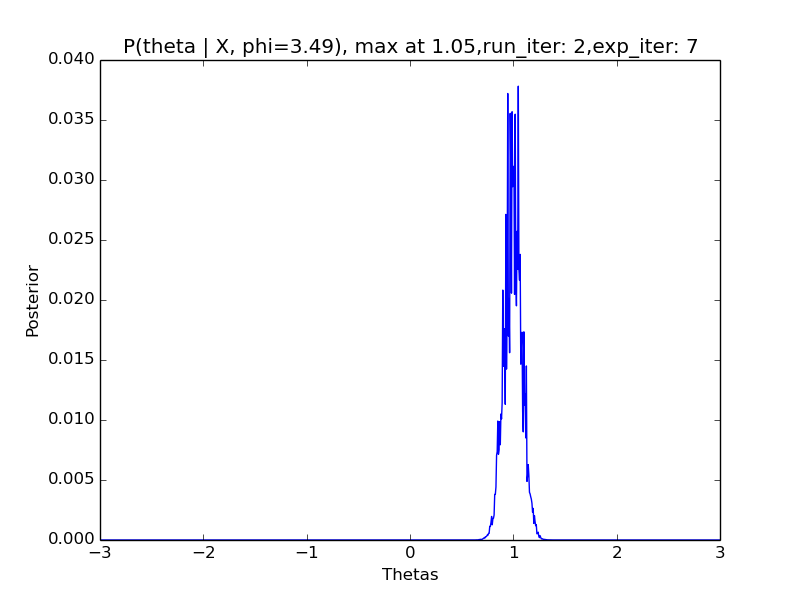 P(theta | X, phi=3.49), max at 1.05,run_iter: 2,exp_iter: 7
0.040
0.035
0.030
0.025
0.020
0.015
0.010
0.005
0.000
Posterior
−3 −2 −1 0 1 2 3
Thetas